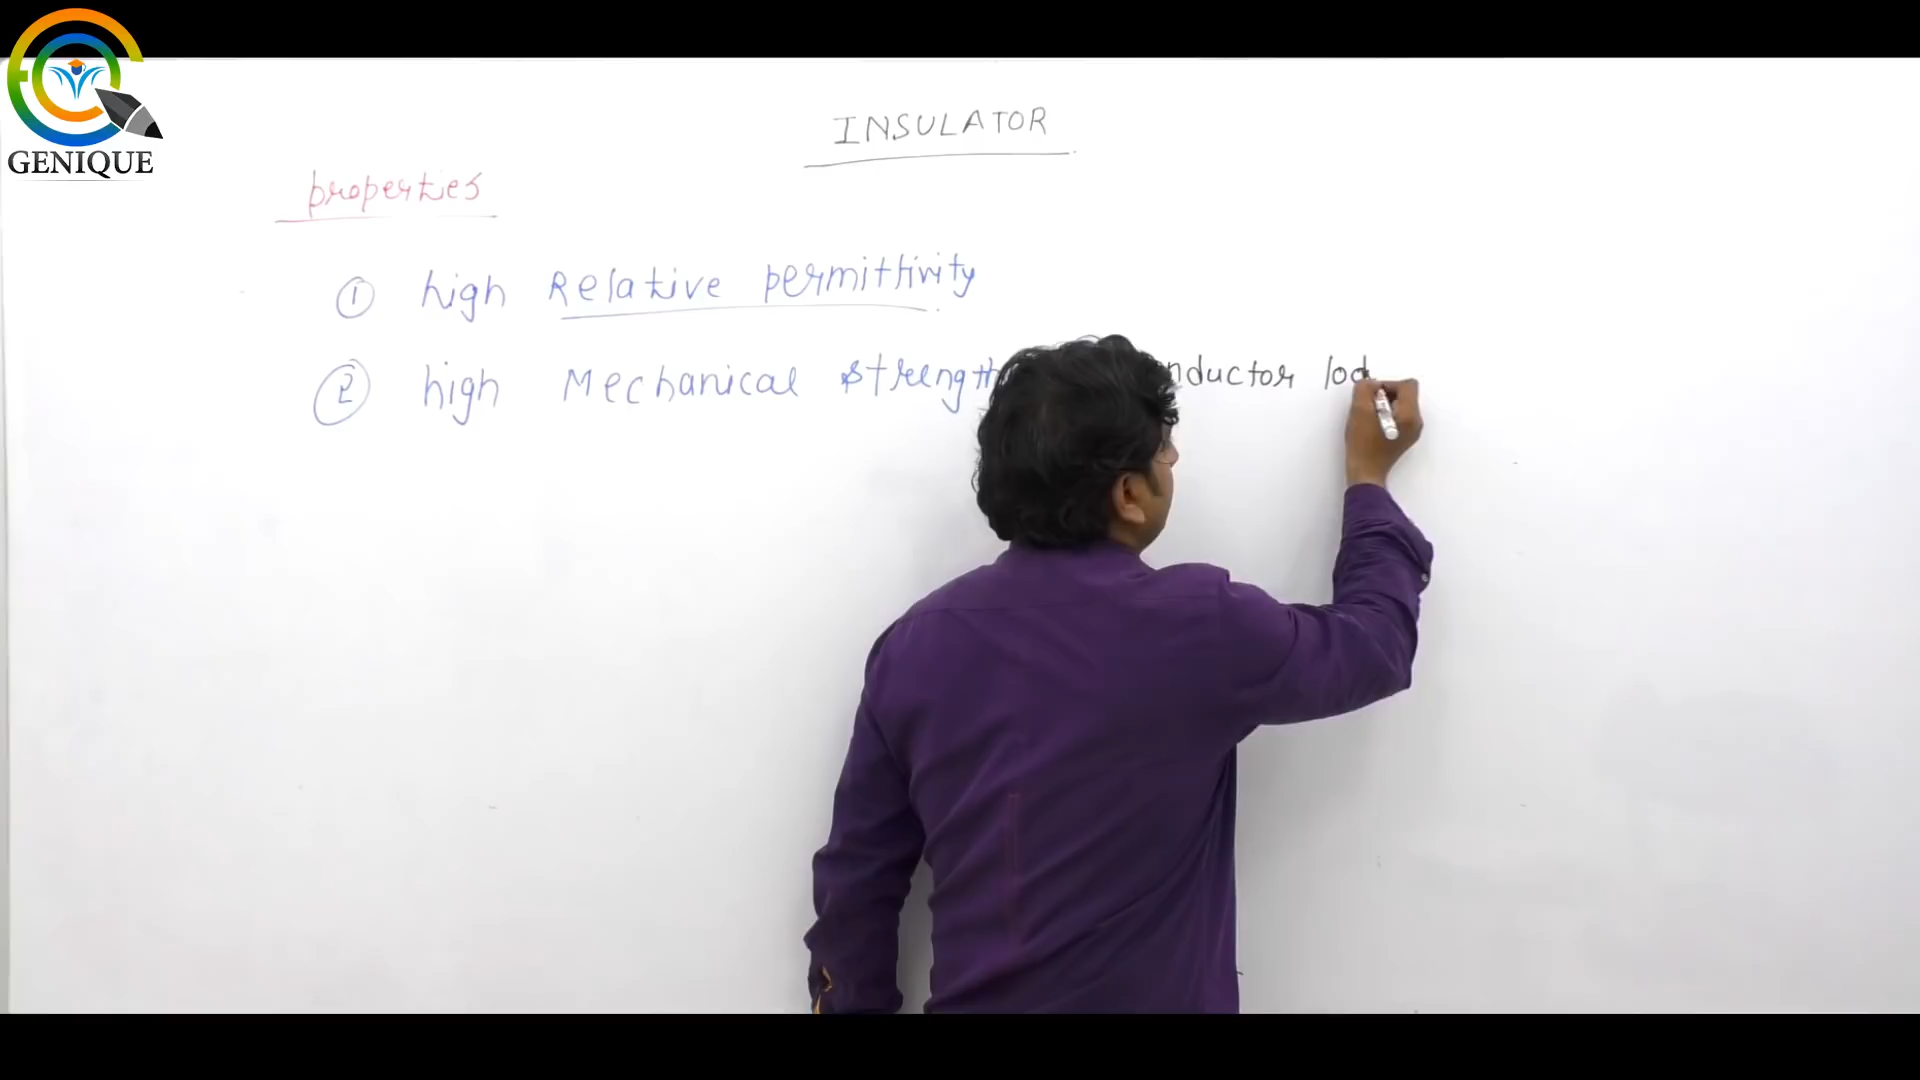 GENIQUE
INSULATOR
properties
① high Relative permittivity
② high Mechanical strength nductor lod